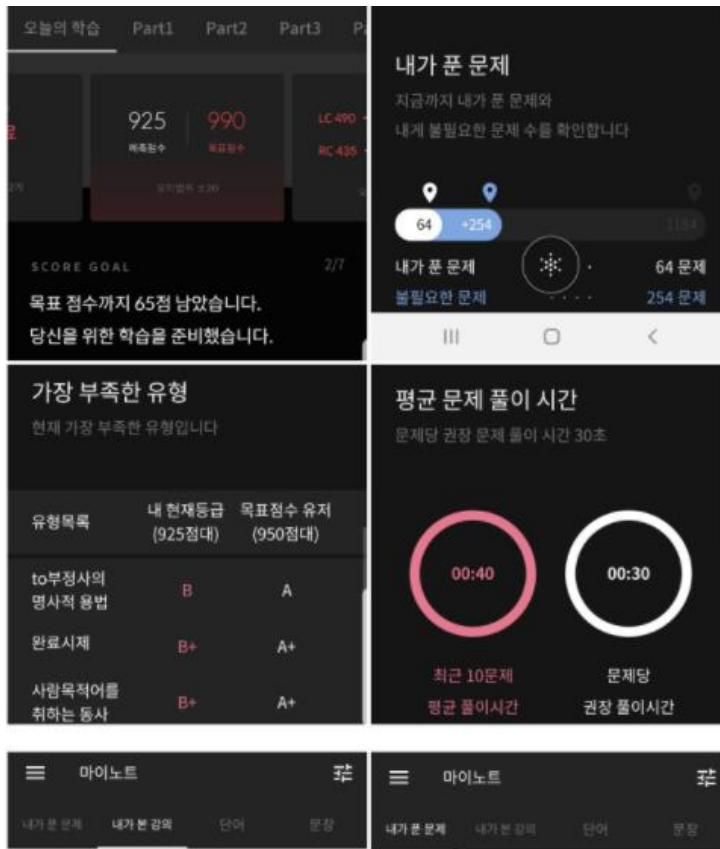 오늘의 학습 Part1 Part2 Part3
925 990
예측점수 목표점수
오차범위 ±20
LC 490
RC 435
SCORE GOAL 2/7
목표 점수까지 65점 남았습니다.
당신을 위한 학습을 준비했습니다.
내가 푼 문제
지금까지 내가 푼 문제와
내게 불필요한 문제 수를 확인합니다
64 +254
내가 푼 문제 64 문제
불필요한 문제 254 문제
가장 부족한 유형
현재 가장 부족한 유형입니다
유형목록 내 현재등급 목표점수 유저
(925점대) (950점대)
to부정사의
명사적 용법 B A
완료시제 B+ A+
사람목적어를
취하는 동사 B+ A+
평균 문제 풀이 시간
문제당 권장 문제 풀이 시간 30초
00:40 00:30
최근 10문제 문제당
평균 풀이시간 권장 풀이시간
마이노트
내가 푼 문제 내가 본 강의 단어 문장
마이노트
내가 푼 문제 내가 본 강의 단어 문장